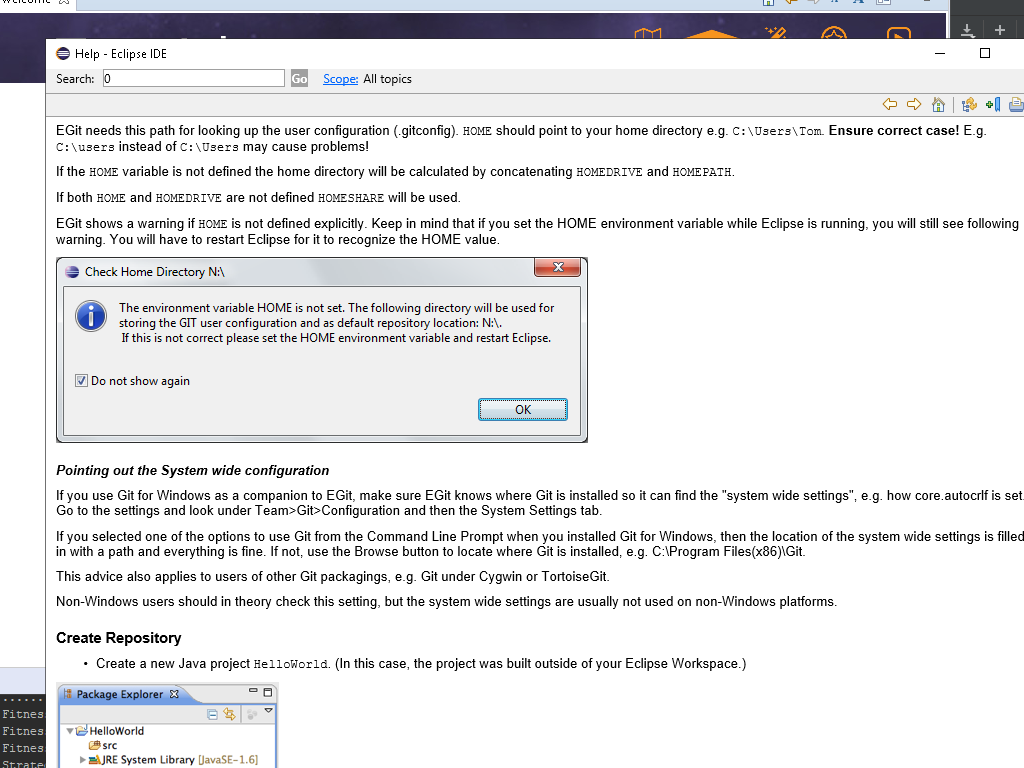 Welcome
Help - Eclipse IDE
Search: 0 Go Scope: All topics
EGit needs this path for looking up the user configuration (.gitconfig). HOME should point to your home directory e.g. C:\Users\Tom. Ensure correct case! E.g.
C:\users instead of C:\Users may cause problems!
If the HOME variable is not defined the home directory will be calculated by concatenating HOMEDRIVE and HOMEPATH.
If both HOME and HOMEDRIVE are not defined HOMESHARE will be used.
EGit shows a warning if HOME is not defined explicitly. Keep in mind that if you set the HOME environment variable while Eclipse is running, you will still see following
warning. You will have to restart Eclipse for it to recognize the HOME value.
Check Home Directory N:\
The environment variable HOME is not set. The following directory will be used for
storing the GIT user configuration and as default repository location: N:\.
If this is not correct please set the HOME environment variable and restart Eclipse.
Do not show again
OK
Pointing out the System wide configuration
If you use Git for Windows as a companion to EGit, make sure EGit knows where Git is installed so it can find the "system wide settings", e.g. how core.autocrlf is set.
Go to the settings and look under Team>Git>Configuration and then the System Settings tab.
If you selected one of the options to use Git from the Command Line Prompt when you installed Git for Windows, then the location of the system wide settings is filled
in with a path and everything is fine. If not, use the Browse button to locate where Git is installed, e.g. C:\Program Files(x86)\Git.
This advice also applies to users of other Git packagings, e.g. Git under Cygwin or TortoiseGit.
Non-Windows users should in theory check this setting, but the system wide settings are usually not used on non-Windows platforms.
Create Repository
• Create a new Java project HelloWorld. (In this case, the project was built outside of your Eclipse Workspace.)
Package Explorer
HelloWorld
src
JRE System Library [JavaSE-1.6]
Fitnes
Fitnes
Fitnes
Strate